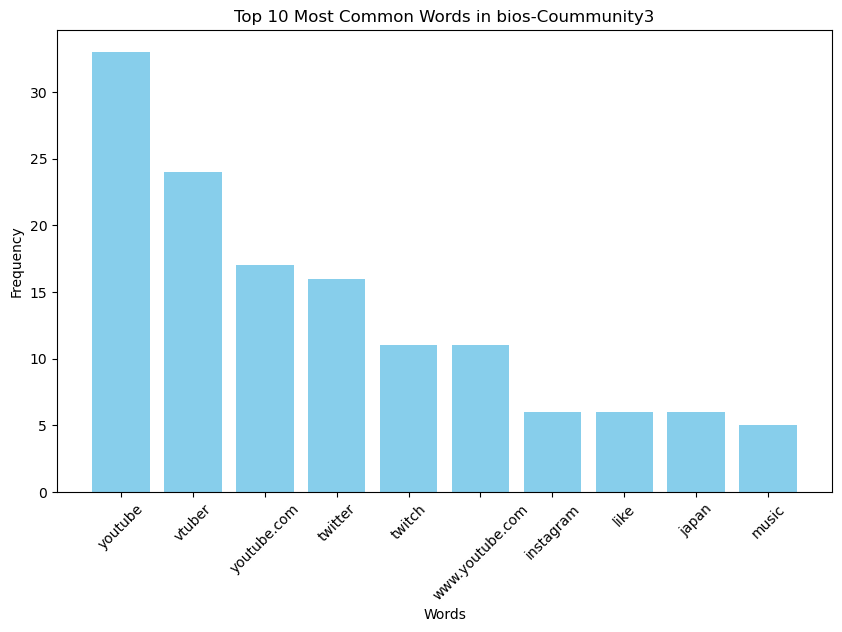 Top 10 Most Common Words in bios-Coummunity3
Frequency
30
25
20
15
10
5
0
youtube
vtuber
youtube.com
twitter
twitch
www.youtube.com
instagram
like
japan
music
Words